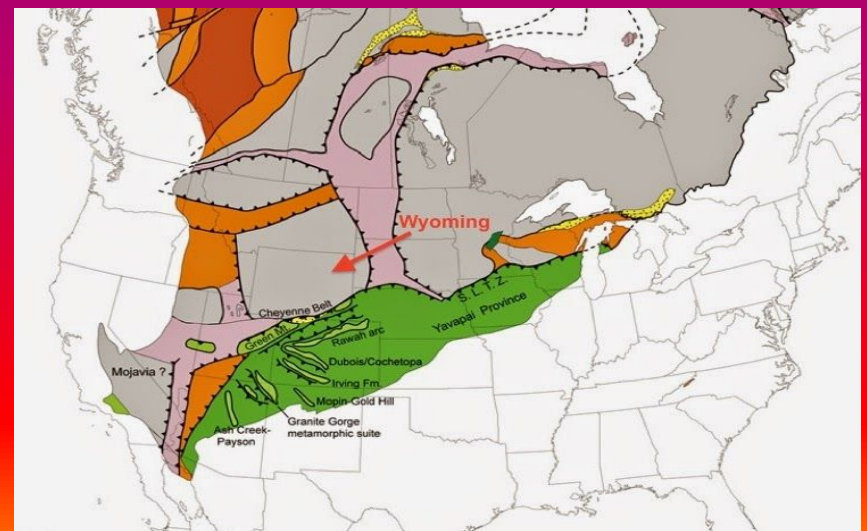 Wyoming
Cheyenne Belt
S. L. T. Z.
Yavapai Province
Green Mt
Rawah arc
Dubois/Cochetopa
Mojavia ?
Irving Fm.
Mopin-Gold Hill
Granite Gorge
metamorphic suite
Ash Creek-
Payson